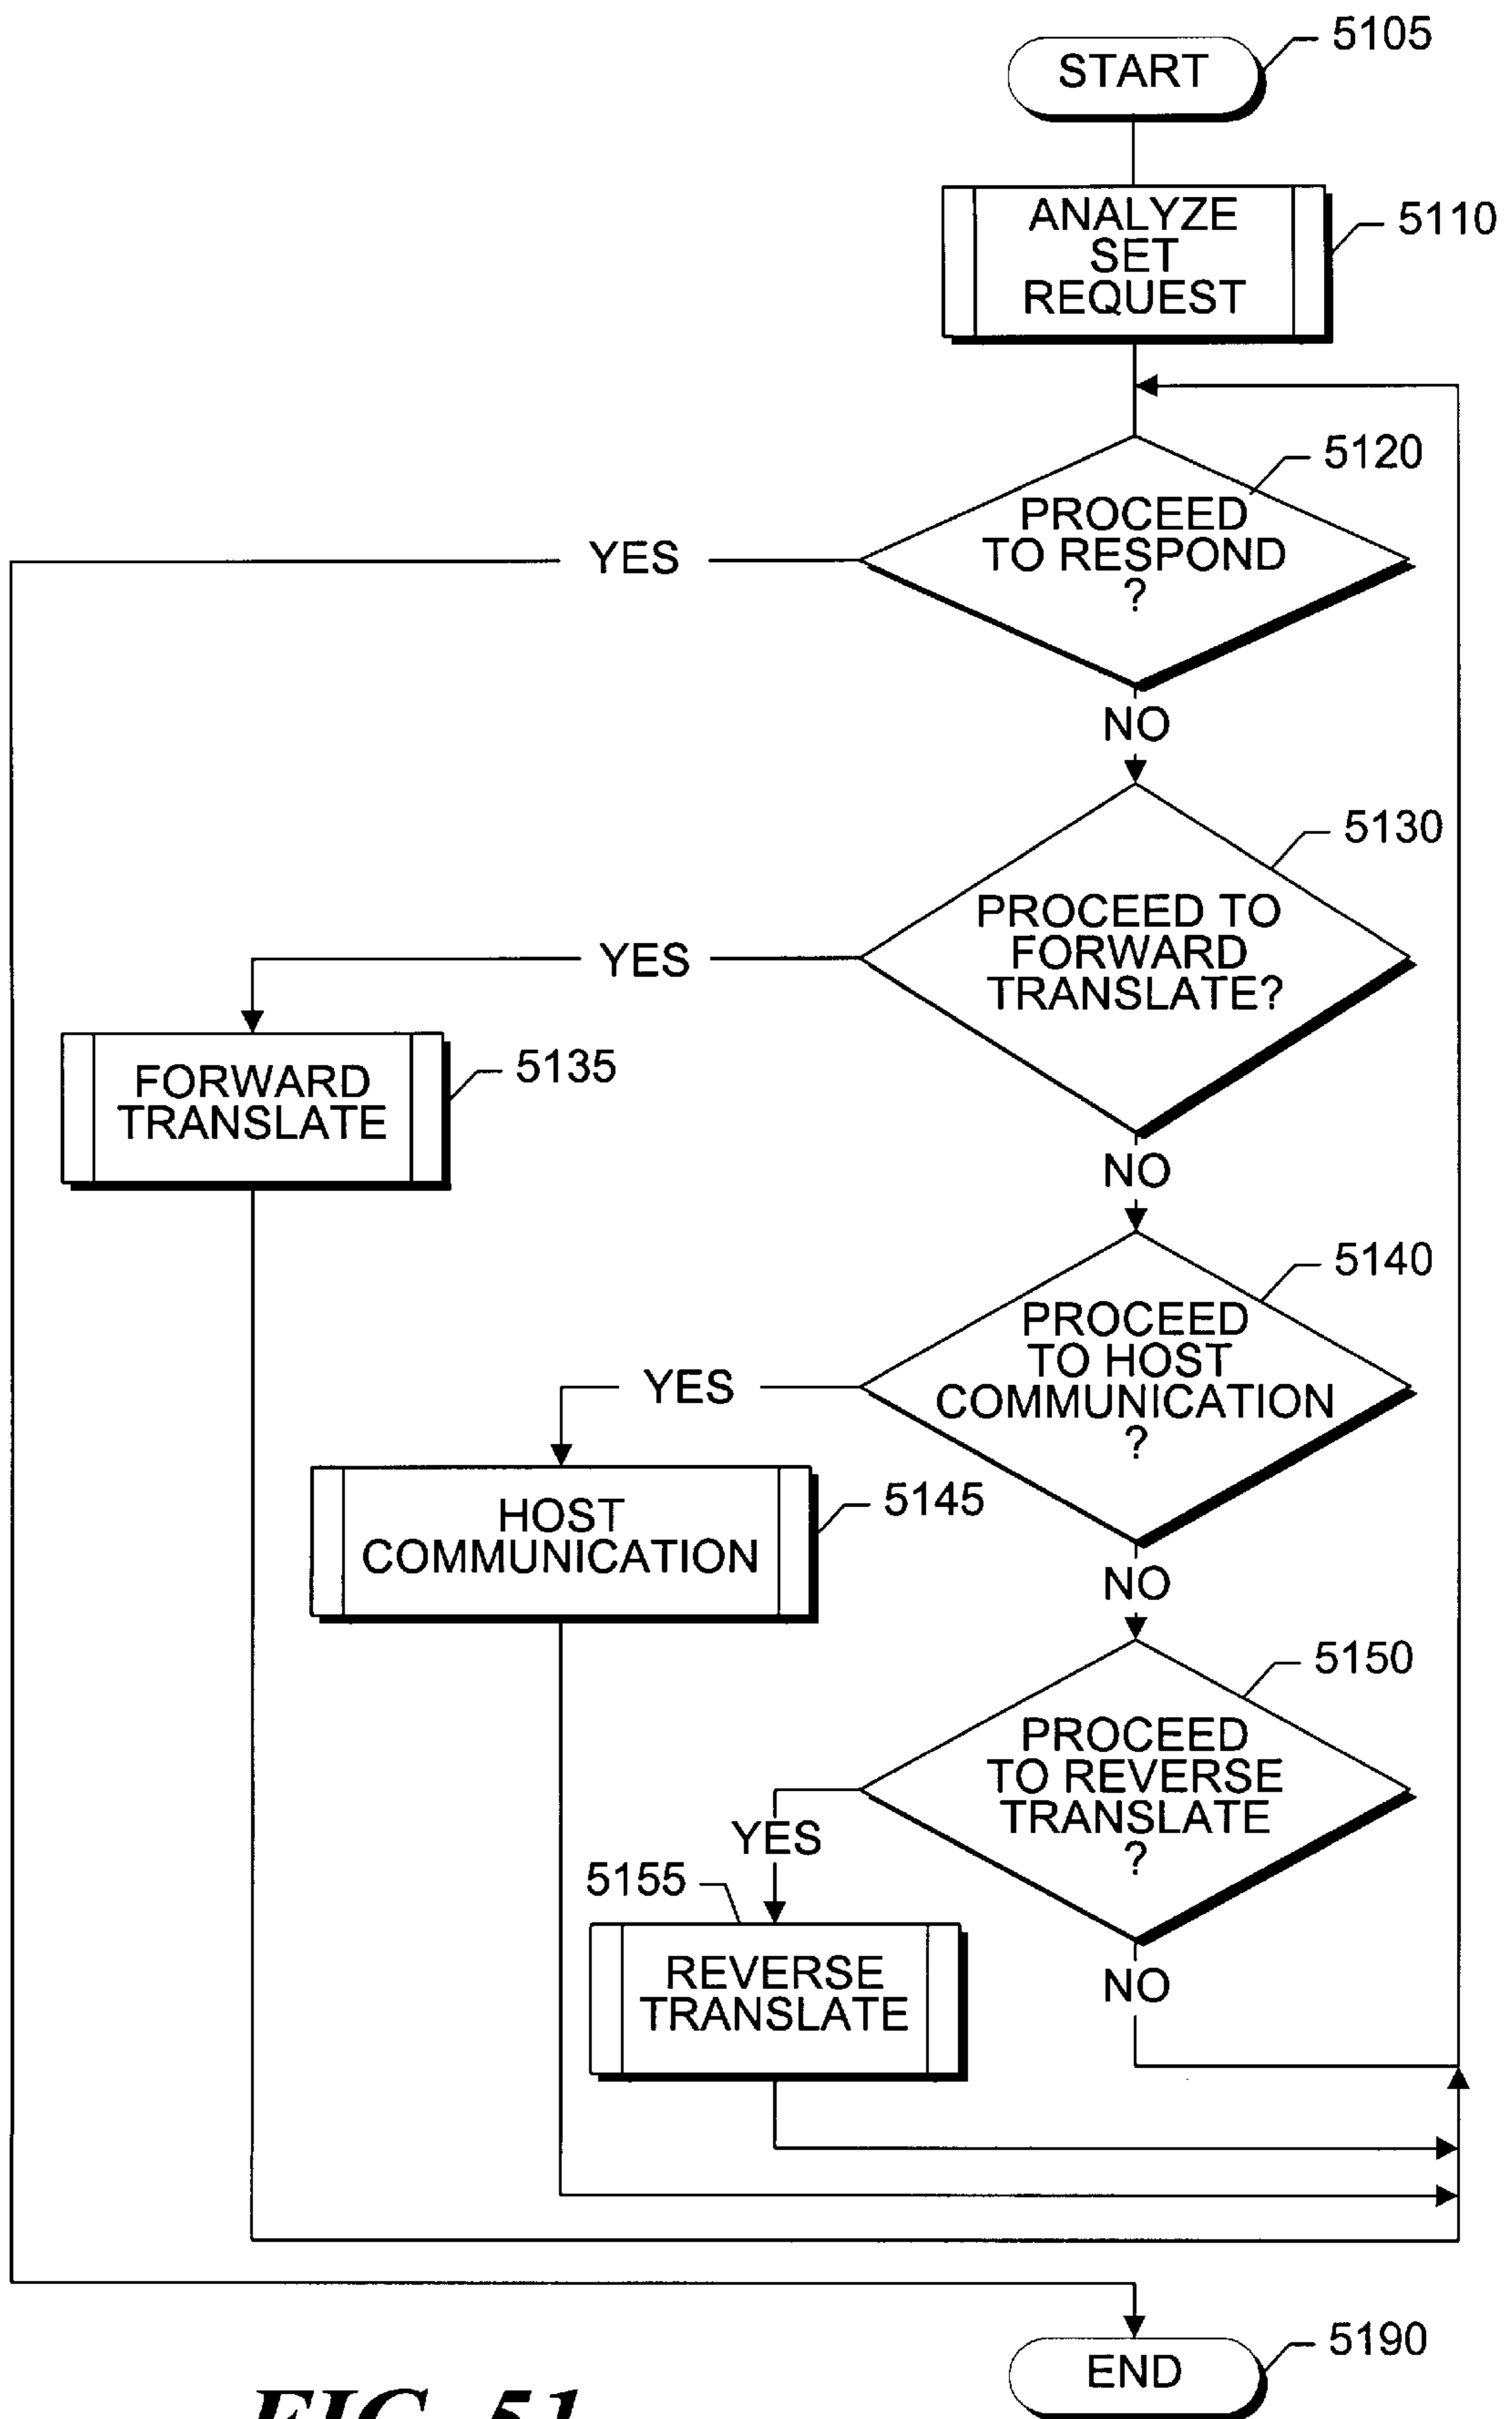 5105
START
ANALYZE
SET
REQUEST
5110
5120
PROCEED
TO RESPOND
?
YES
NO
5130
PROCEED TO
FORWARD
TRANSLATE?
YES
FORWARD
TRANSLATE
5135
NO
5140
PROCEED
TO HOST
COMMUNICATION
?
YES
HOST
COMMUNICATION
5145
NO
5150
PROCEED
TO REVERSE
TRANSLATE
?
YES
5155
REVERSE
TRANSLATE
NO
5190
END
FIG. 51